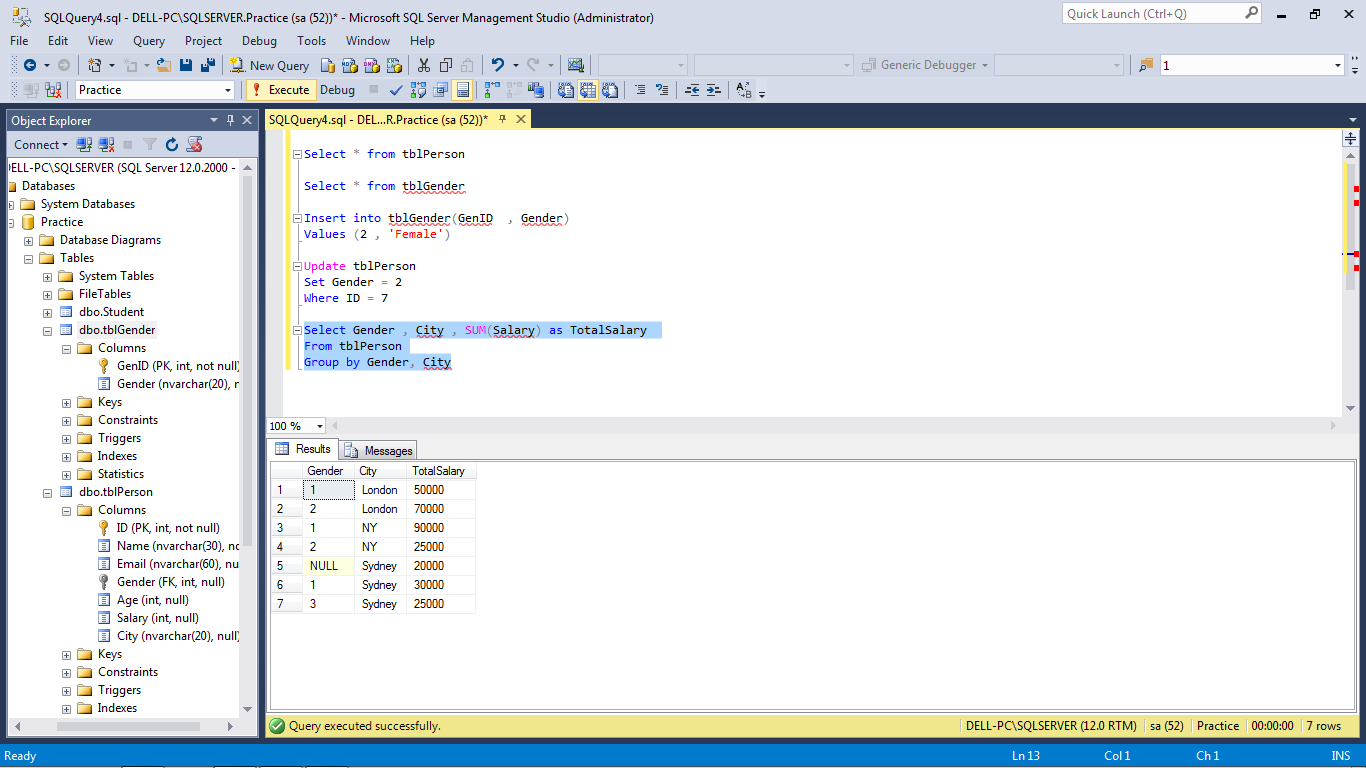 SQLQuery4.sql - DELL-PC\SQLSERVER.Practice (sa (52))* - Microsoft SQL Server Management Studio (Administrator)
Quick Launch (Ctrl+Q)
File Edit View Query Project Debug Tools Window Help
New Query
Generic Debugger
1
Practice
Execute Debug
Object Explorer
Connect
ELL-PC\SQLSERVER (SQL Server 12.0.2000 -
Databases
System Databases
Practice
Database Diagrams
Tables
System Tables
FileTables
dbo.Student
dbo.tblGender
Columns
GenID (PK, int, not null)
Gender (nvarchar(20), n
Keys
Constraints
Triggers
Indexes
Statistics
dbo.tblPerson
Columns
ID (PK, int, not null)
Name (nvarchar(30), no
Email (nvarchar(60), nu
Gender (FK, int, null)
Age (int, null)
Salary (int, null)
City (nvarchar(20), null)
Keys
Constraints
Triggers
Indexes
SQLQuery4.sql - DEL...R.Practice (sa (52))*
Select * from tblPerson
Select * from tblGender
Insert into tblGender(GenID , Gender)
Values (2 , 'Female')
Update tblPerson
Set Gender = 2
Where ID = 7
Select Gender , City , SUM(Salary) as TotalSalary
From tblPerson
Group by Gender, City
100 %
Results Messages
Gender City TotalSalary
1 1 London 50000
2 2 London 70000
3 1 NY 90000
4 2 NY 25000
5 NULL Sydney 20000
6 1 Sydney 30000
7 3 Sydney 25000
Query executed successfully.
DELL-PC\SQLSERVER (12.0 RTM) sa (52) Practice 00:00:00 7 rows
Ready
Ln 13 Col 1 Ch 1 INS